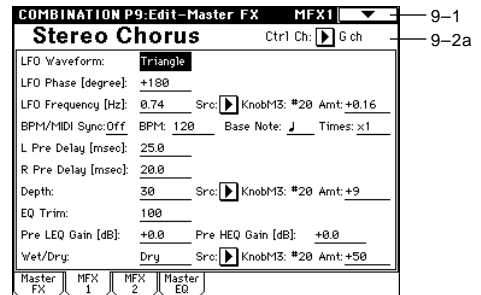 COMBINATION P9:Edit-Master FX MFX1
9–1
Stereo Chorus Ctrl Ch: G ch
9–2a
LFO Waveform: Triangle
LFO Phase [degree]: +180
LFO Frequency [Hz]: 0.74 Src: KnobM3: #20 Amt: +0.16
BPM/MIDI Sync: Off BPM: 120 Base Note: ♩ Times: x1
L Pre Delay [msec]: 25.0
R Pre Delay [msec]: 20.0
Depth: 30 Src: KnobM3: #20 Amt: +9
EQ Trim: 100
Pre LEQ Gain [dB]: +0.0 Pre HEQ Gain [dB]: +0.0
Wet/Dry: Dry Src: KnobM3: #20 Amt: +50
Master FX MFX 1 MFX 2 Master EQ